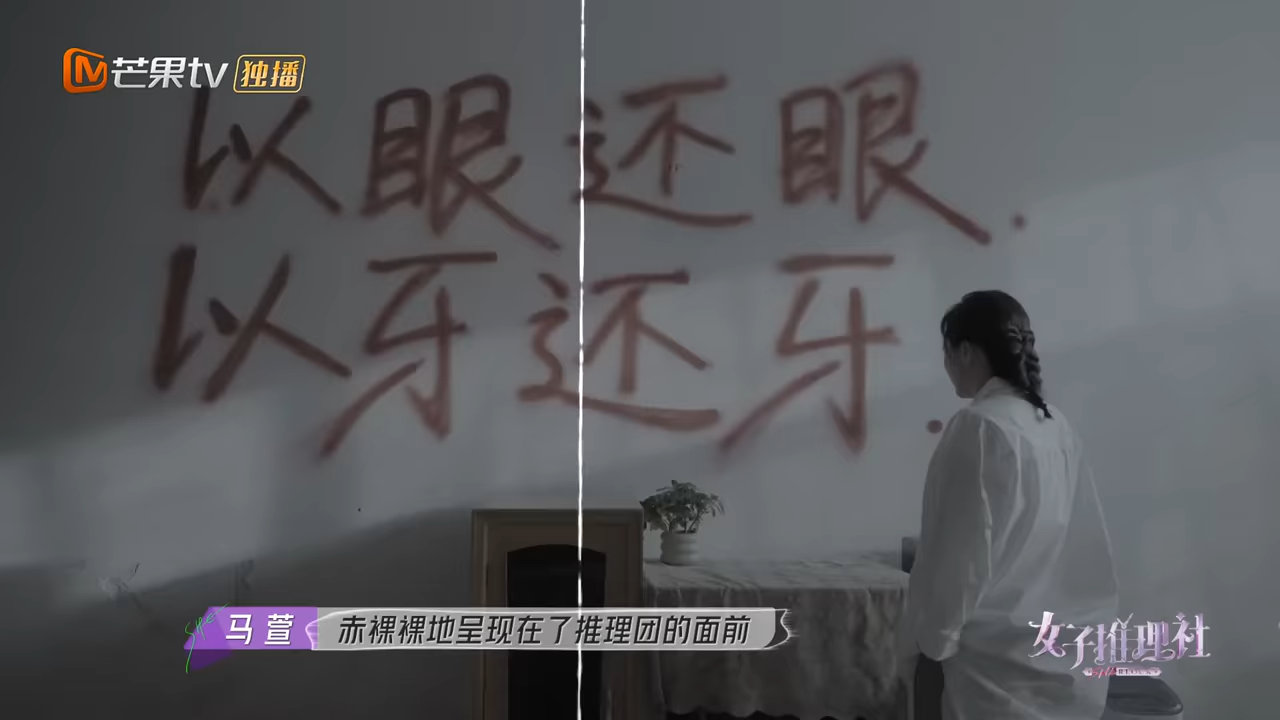 芒果tv 独播
以眼还眼.
以牙还牙.
马萱 赤裸裸地呈现在了推理团的面前
女子推理社